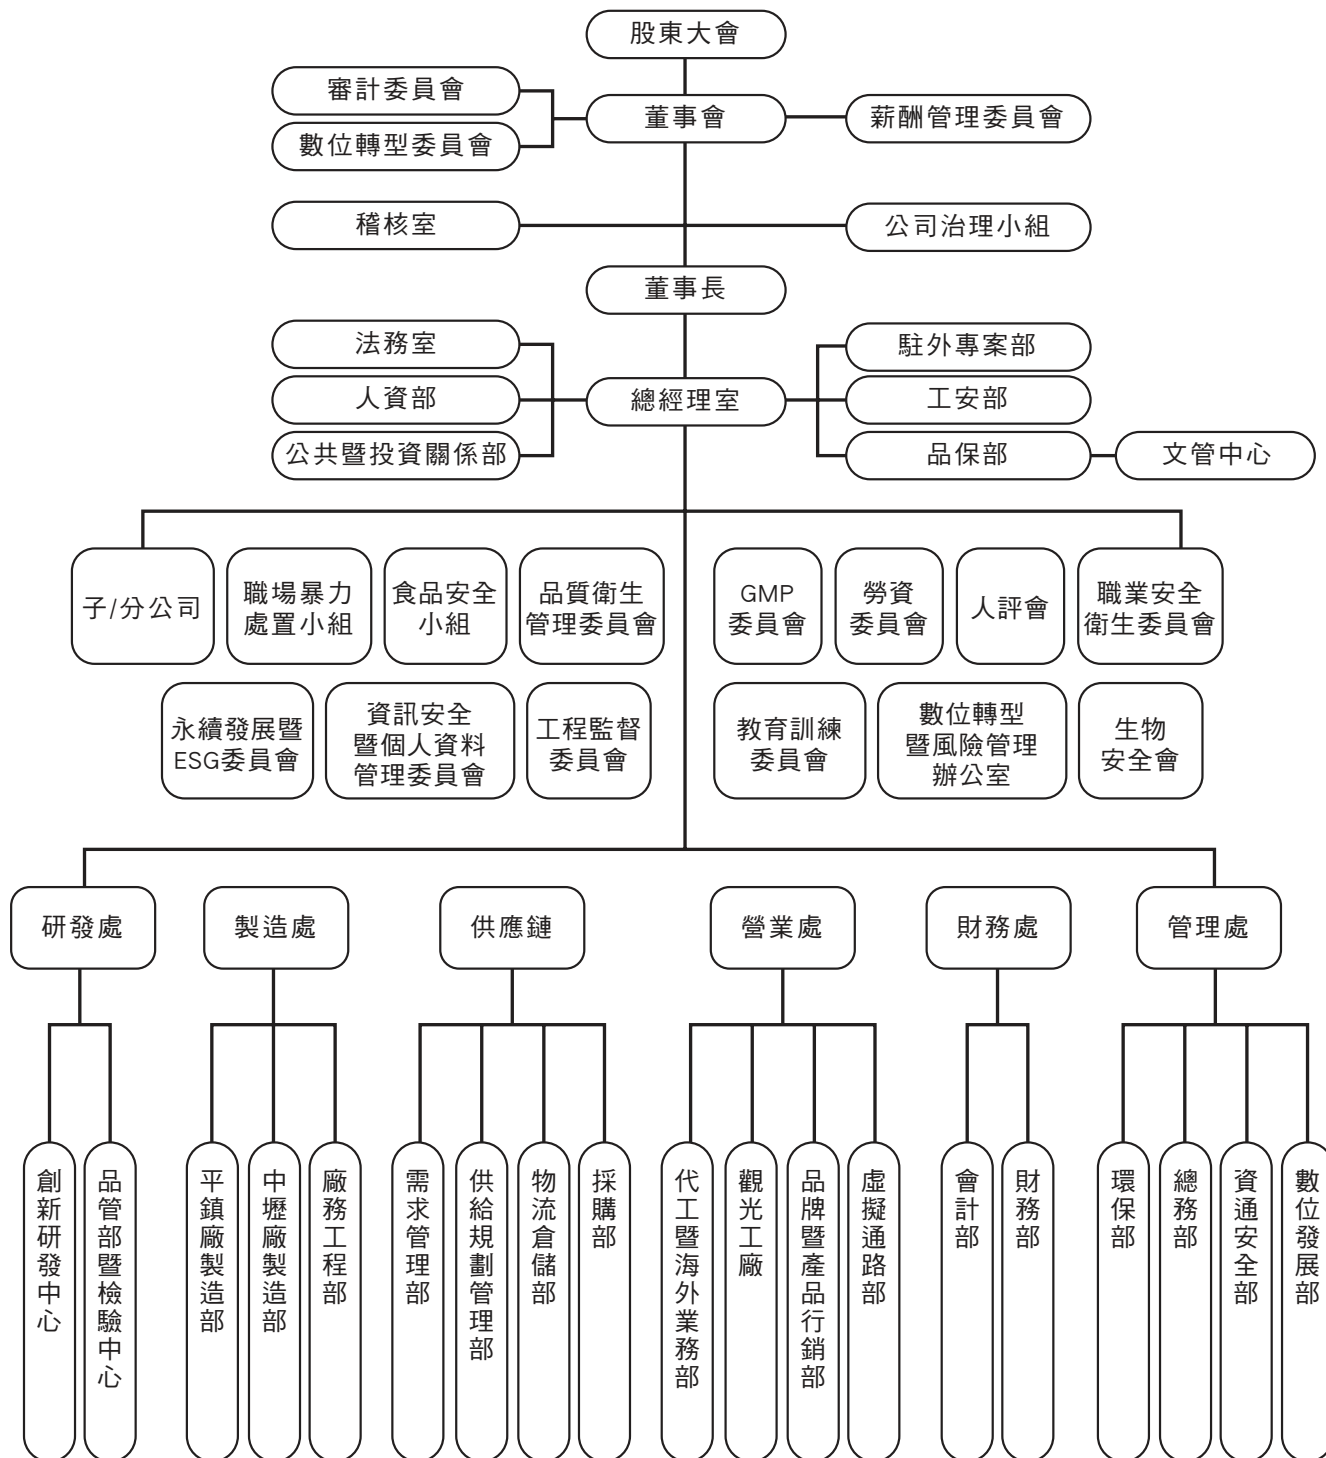 股東大會
審計委員會
董事會
薪酬管理委員會
數位轉型委員會
稽核室
公司治理小組
董事長
法務室
駐外專案部
人資部
總經理室
工安部
公共暨投資關係部
品保部
文管中心
子/分公司
職場暴力
處置小組
食品安全
小組
品質衛生
管理委員會
GMP
委員會
勞資
委員會
人評會
職業安全
衛生委員會
永續發展暨
ESG委員會
資訊安全
暨個人資料
管理委員會
工程監督
委員會
教育訓練
委員會
數位轉型
暨風險管理
辦公室
生物
安全會
研發處
製造處
供應鏈
營業處
財務處
管理處
創新研發中心
品管部暨檢驗中心
平鎮廠製造部
中壢廠製造部
廠務工程部
需求管理部
供給規劃管理部
物流倉儲部
採購部
代工暨海外業務部
觀光工廠
品牌暨產品行銷部
虛擬通路部
會計部
財務部
環保部
總務部
資通安全部
數位發展部